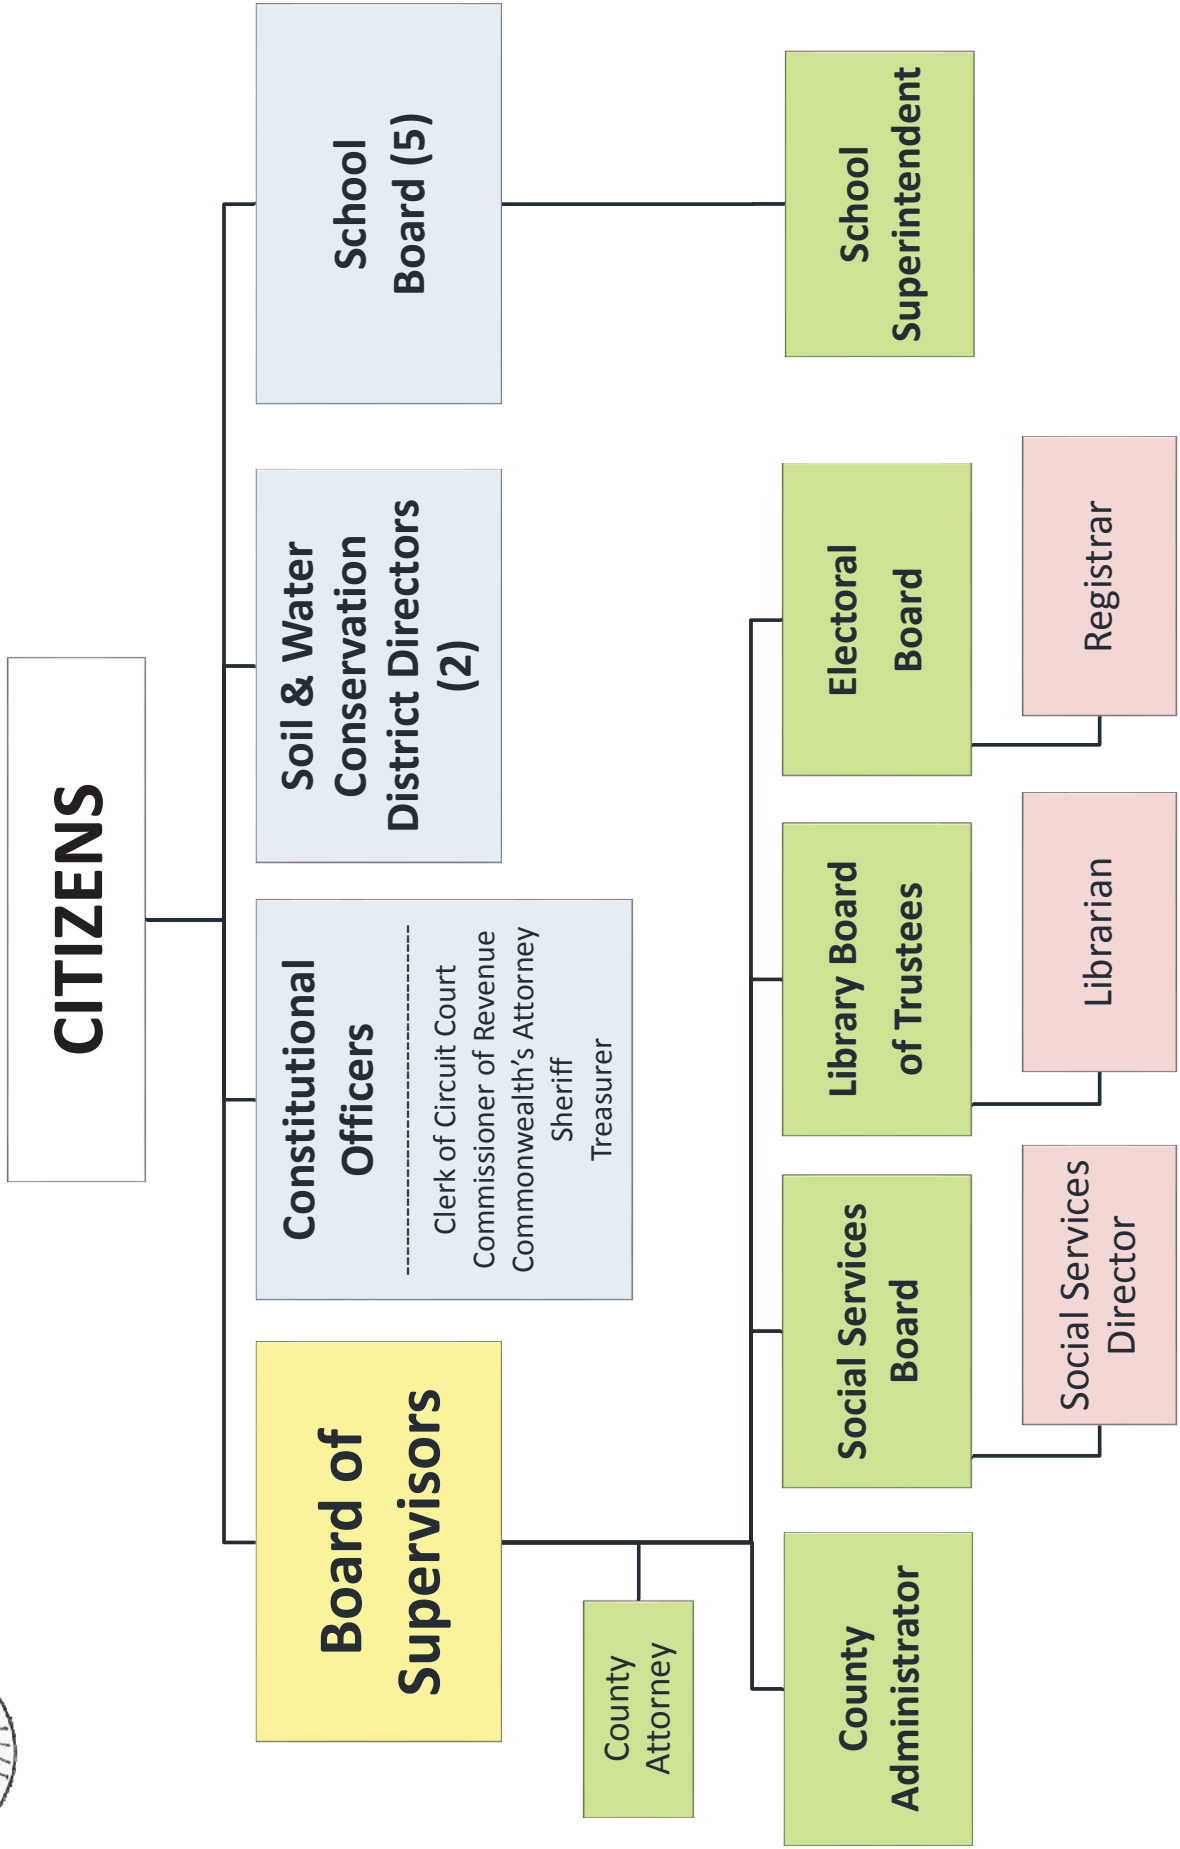 CITIZENS
Board of
Supervisors
Constitutional
Officers
Clerk of Circuit Court
Commissioner of Revenue
Commonwealth's Attorney
Sheriff
Treasurer
Soil & Water
Conservation
District Directors
(2)
School
Board (5)
County
Attorney
County
Administrator
Social Services
Board
Library Board
of Trustees
Electoral
Board
School
Superintendent
Social Services
Director
Librarian
Registrar